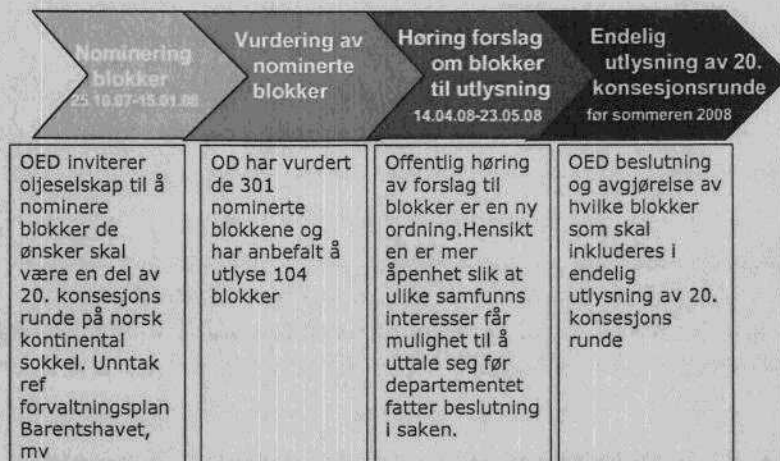 Nominering
blokker
25.10.07-15.01.08
Vurdering av
nominerte
blokker
Høring forslag
om blokker
til utlysning
14.04.08-23.05.08
Endelig
utlysning av 20.
konsesjonsrunde
før sommeren 2008
OED inviterer
oljeselskap til å
nominere
blokker de
ønsker skal
være en del av
20. konsesjons
runde på norsk
kontinental
sokkel. Unntak
ref
forvaltningsplan
Barentshavet,
mv
OD har vurdert
de 301
nominerte
blokkene og
har anbefalt å
utlyse 104
blokker
Offentlig høring
av forslag til
blokker er en ny
ordning.Hensikt
en er mer
åpenhet slik at
ulike samfunns
interesser får
mulighet til å
uttale seg før
departementet
fatter beslutning
i saken.
OED beslutning
og avgjørelse av
hvilke blokker
som skal
inkluderes i
endelig
utlysning av 20.
konsesjons
runde